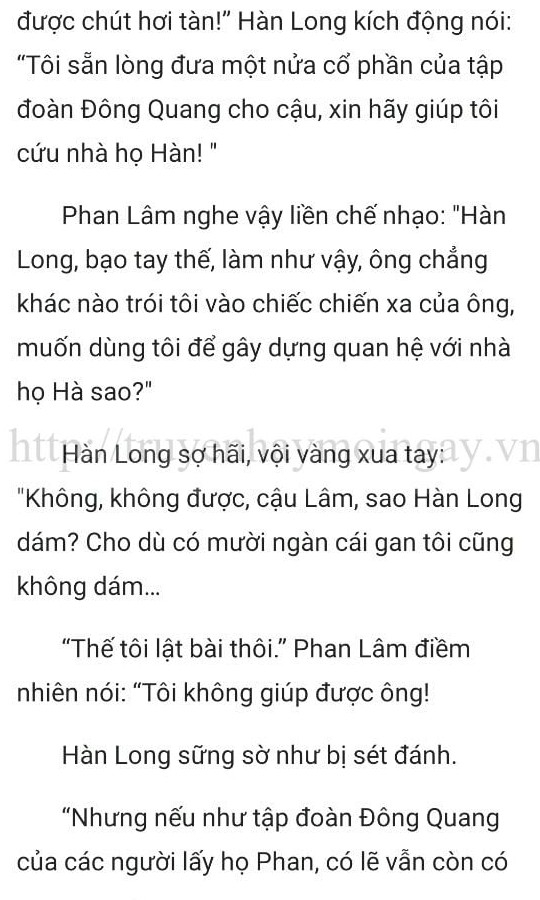 được chút hơi tàn!” Hàn Long kích động nói:
“Tôi sẵn lòng đưa một nửa cổ phần của tập
đoàn Đông Quang cho cậu, xin hãy giúp tôi
cứu nhà họ Hàn! "
Phan Lâm nghe vậy liền chế nhạo: "Hàn
Long, bạo tay thế, làm như vậy, ông chẳng
khác nào trói tôi vào chiếc chiến xa của ông,
muốn dùng tôi để gây dựng quan hệ với nhà
họ Hà sao?"
http://truyenhaymoingay.vn
Hàn Long sợ hãi, vội vàng xua tay:
"Không, không được, cậu Lâm, sao Hàn Long
dám? Cho dù có mười ngàn cái gan tôi cũng
không dám...
“Thế tôi lật bài thôi.” Phan Lâm điềm
nhiên nói: “Tôi không giúp được ông!
Hàn Long sững sờ như bị sét đánh.
“Nhưng nếu như tập đoàn Đông Quang
của các người lấy họ Phan, có lẽ vẫn còn có